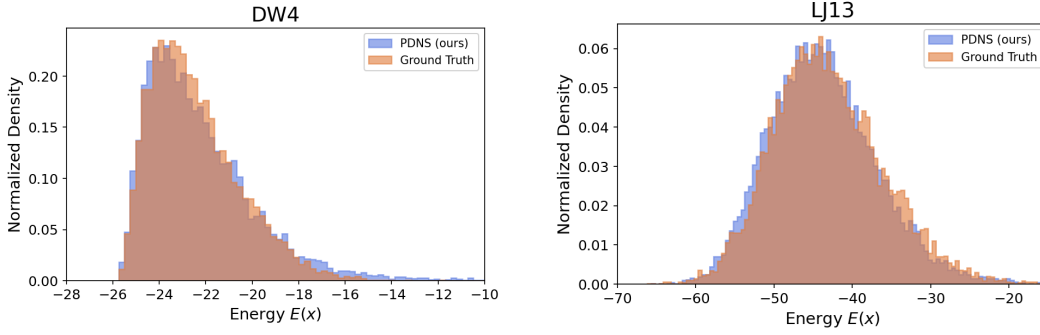 DW4
PDNS (ours)
Ground Truth
Normalized Density
0.20
0.15
0.10
0.05
0.00
−28 −26 −24 −22 −20 −18 −16 −14 −12 −10
Energy E(x)
LJ13
PDNS (ours)
Ground Truth
Normalized Density
0.06
0.05
0.04
0.03
0.02
0.01
0.00
−70 −60 −50 −40 −30 −20
Energy E(x)